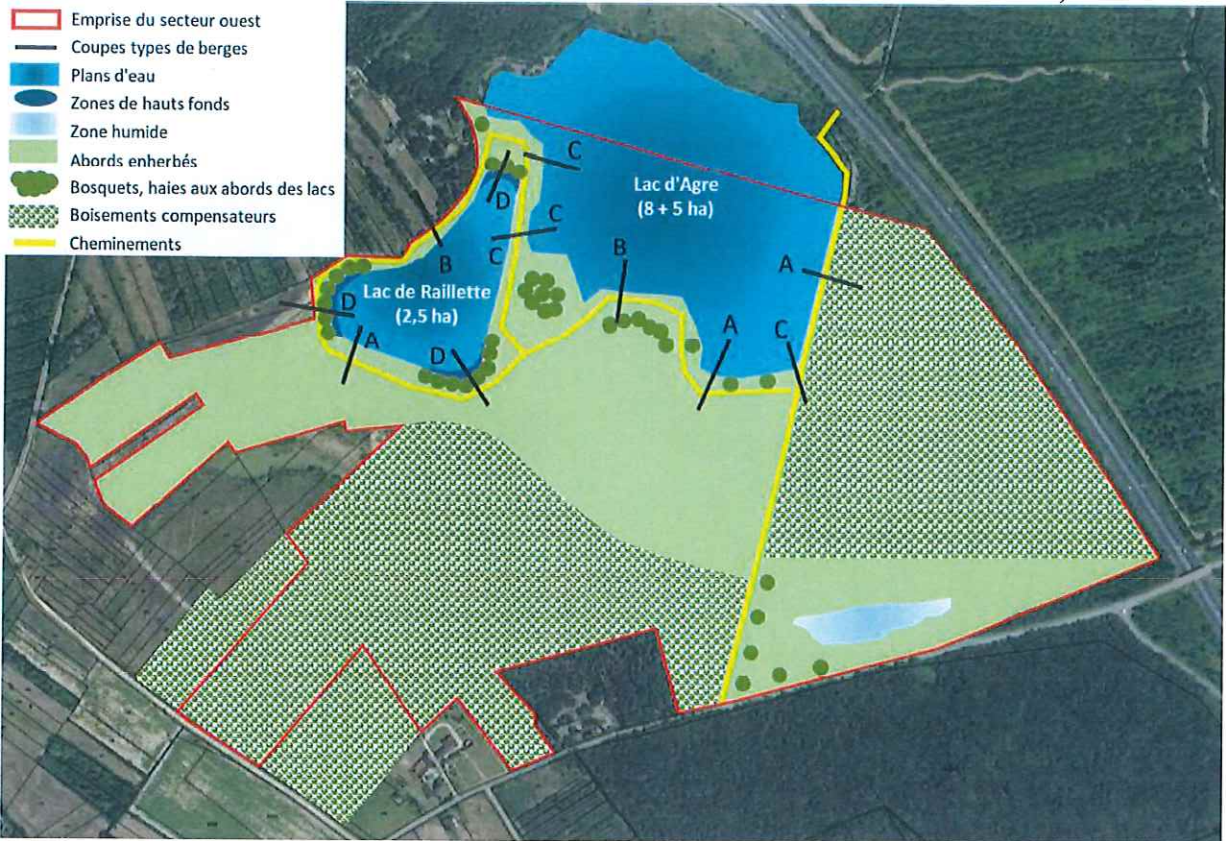 Emprise du secteur ouest
Coupes types de berges
Plans d'eau
Zones de hauts fonds
Zone humide
Abords enherbés
Bosquets, haies aux abords des lacs
Boisements compensateurs
Cheminements
C
Lac d'Agre
(8 + 5 ha)
D
C
C
B
B
A
Lac de Raillette
(2,5 ha)
D
A
D
A
C